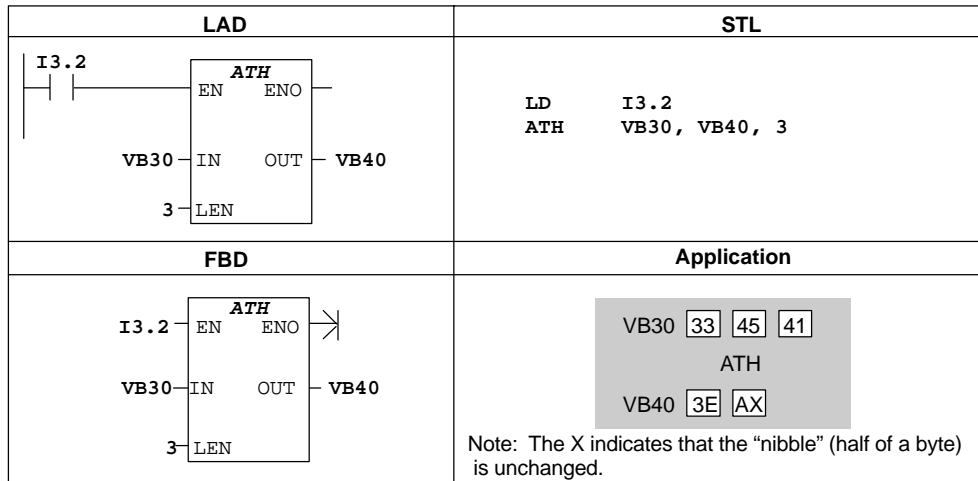 LAD
STL
I3.2
ATH
EN ENO
VB30 IN OUT VB40
3 LEN
LD I3.2
ATH VB30, VB40, 3
FBD
Application
ATH
I3.2 EN ENO
VB30 IN OUT VB40
3 LEN
VB30 33 45 41
ATH
VB40 3E AX
Note: The X indicates that the “nibble” (half of a byte)
is unchanged.